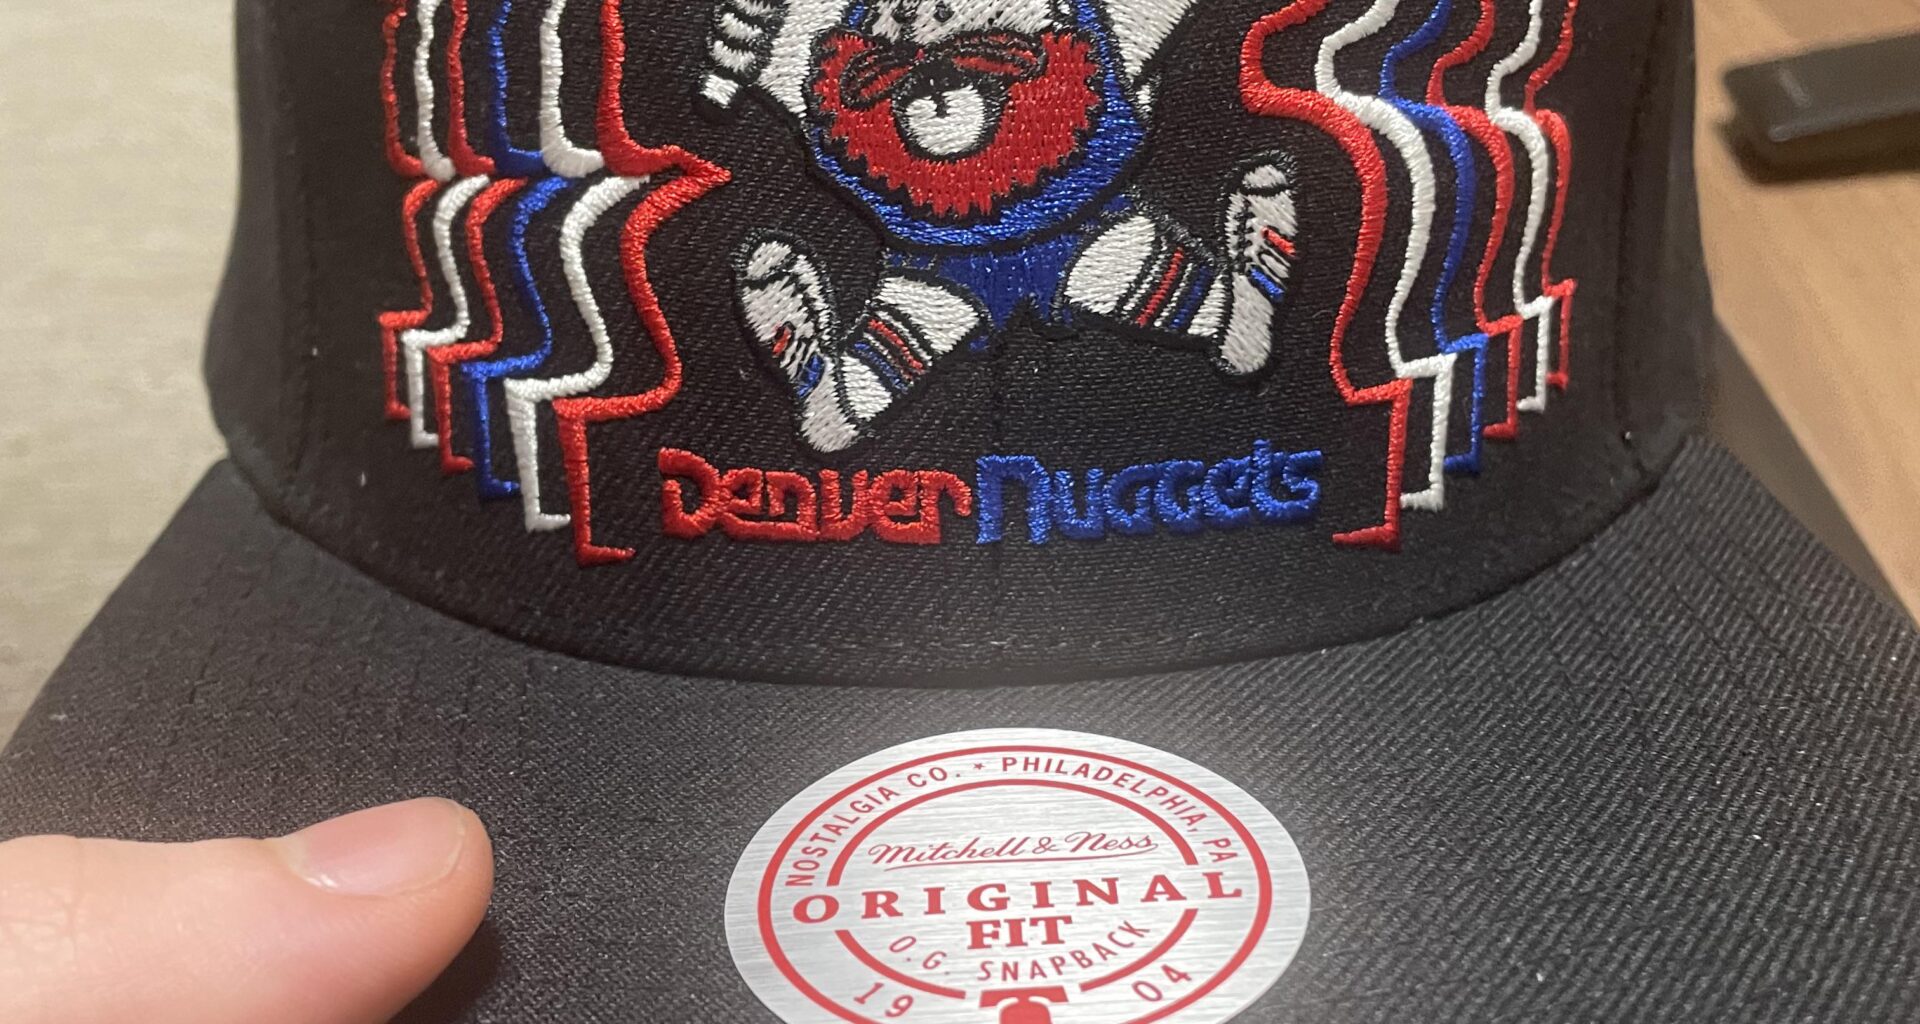 Denver Nuggets
NOSTALGIA CO. ★ PHILADELPHIA, PA
Mitchell & Ness
ORIGINAL
FIT
O.G. SNAPBACK
19 04